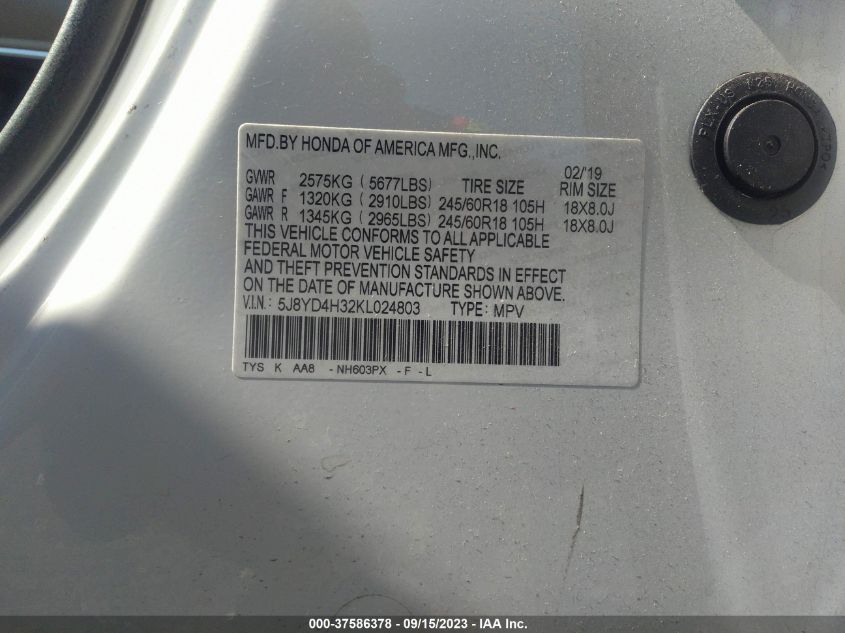 MFD.BY HONDA OF AMERICA MFG.,INC.
02/19
GVWR 2575KG ( 5677LBS) TIRE SIZE RIM SIZE
GAWR F 1320KG ( 2910LBS) 245/60R18 105H 18X8.0J
GAWR R 1345KG ( 2965LBS) 245/60R18 105H 18X8.0J
THIS VEHICLE CONFORMS TO ALL APPLICABLE
FEDERAL MOTOR VEHICLE SAFETY
AND THEFT PREVENTION STANDARDS IN EFFECT
ON THE DATE OF MANUFACTURE SHOWN ABOVE.
V.I.N.: 5J8YD4H32KL024803 TYPE: MPV
TYS K AA8 -NH603PX -F -L
000-37586378 - 09/15/2023 - IAA Inc.